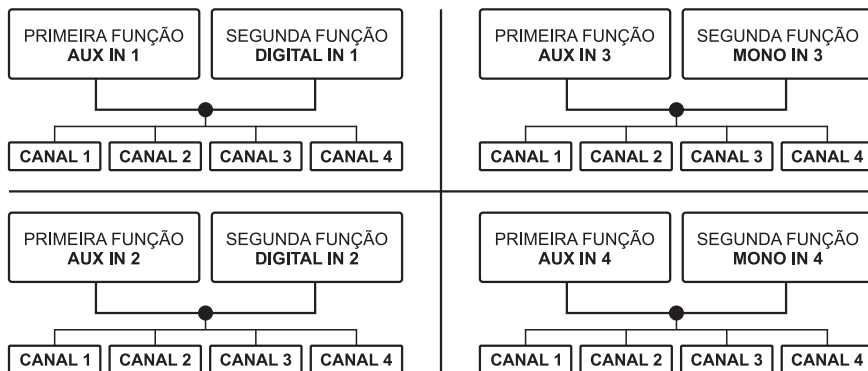 PRIMEIRA FUNÇÃO
AUX IN 1
SEGUNDA FUNÇÃO
DIGITAL IN 1
CANAL 1 CANAL 2 CANAL 3 CANAL 4
PRIMEIRA FUNÇÃO
AUX IN 3
SEGUNDA FUNÇÃO
MONO IN 3
CANAL 1 CANAL 2 CANAL 3 CANAL 4
PRIMEIRA FUNÇÃO
AUX IN 2
SEGUNDA FUNÇÃO
DIGITAL IN 2
CANAL 1 CANAL 2 CANAL 3 CANAL 4
PRIMEIRA FUNÇÃO
AUX IN 4
SEGUNDA FUNÇÃO
MONO IN 4
CANAL 1 CANAL 2 CANAL 3 CANAL 4